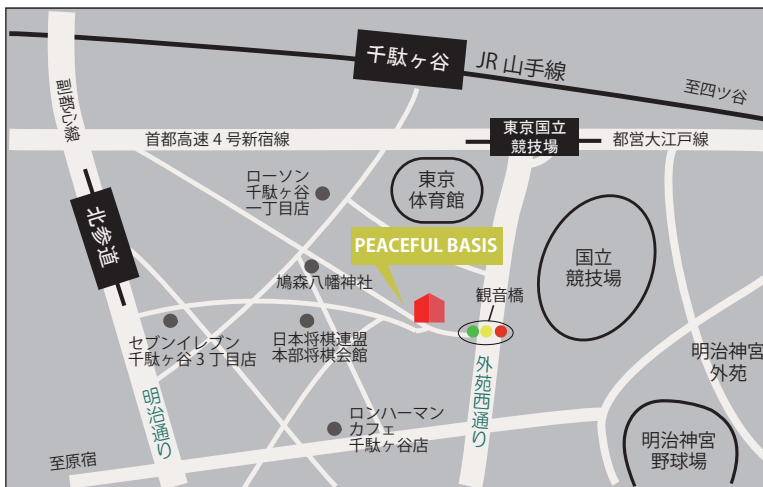 千駄ヶ谷
JR 山手線
至四ツ谷
副都心線
首都高速4号新宿線
東京国立
競技場
都営大江戸線
ローソン
千駄ヶ谷
一丁目店
東京
体育館
北参道
PEACEFUL BASIS
国立
競技場
鳩森八幡神社
観音橋
セブンイレブン
千駄ヶ谷3丁目店
日本将棋連盟
本部将棋会館
明治神宮
外苑
明治通り
外苑西通り
ロンハーマン
カフェ
千駄ヶ谷店
至原宿
明治神宮
野球場